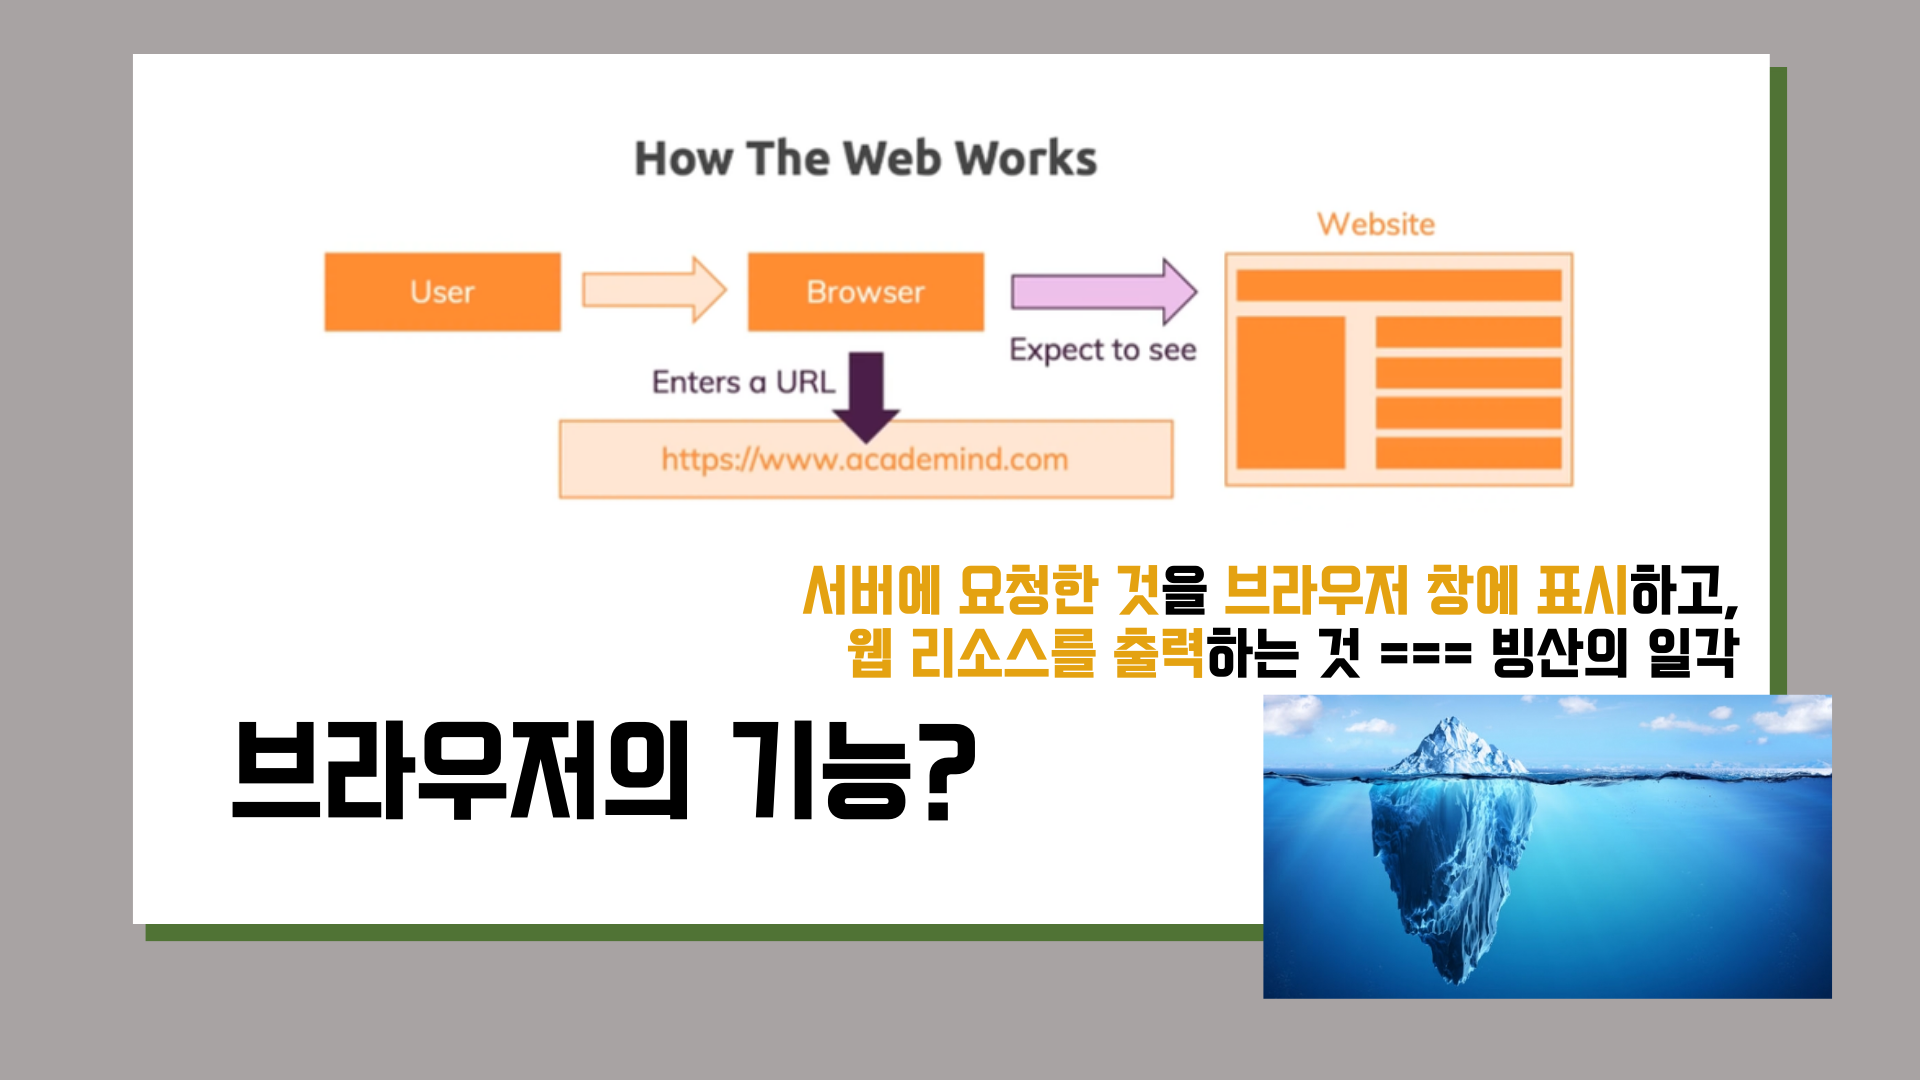 How The Web Works
Website
User
Browser
Expect to see
Enters a URL
https://www.academind.com
서버에 요청한 것을 브라우저 창에 표시하고,
웹 리소스를 출력하는 것 === 빙산의 일각
브라우저의 기능?